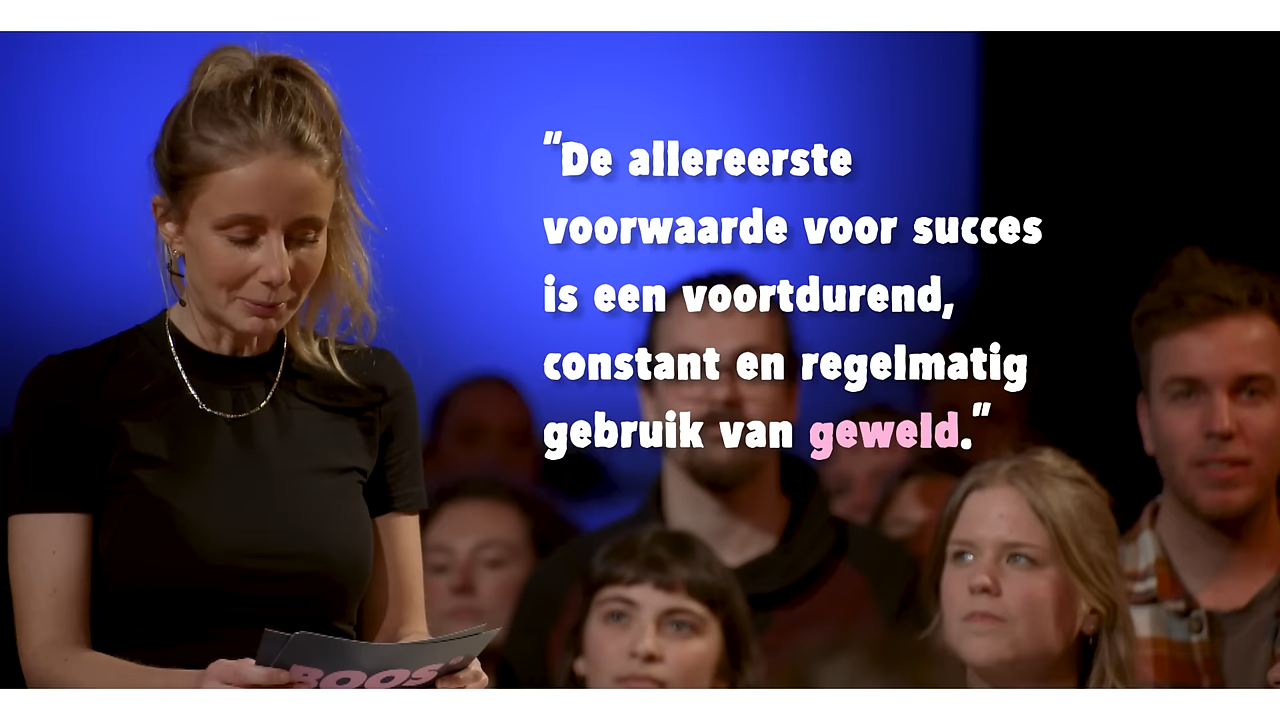 "De allereerste
voorwaarde voor succes
is een voortdurend,
constant en regelmatig
gebruik van geweld."
BOOS